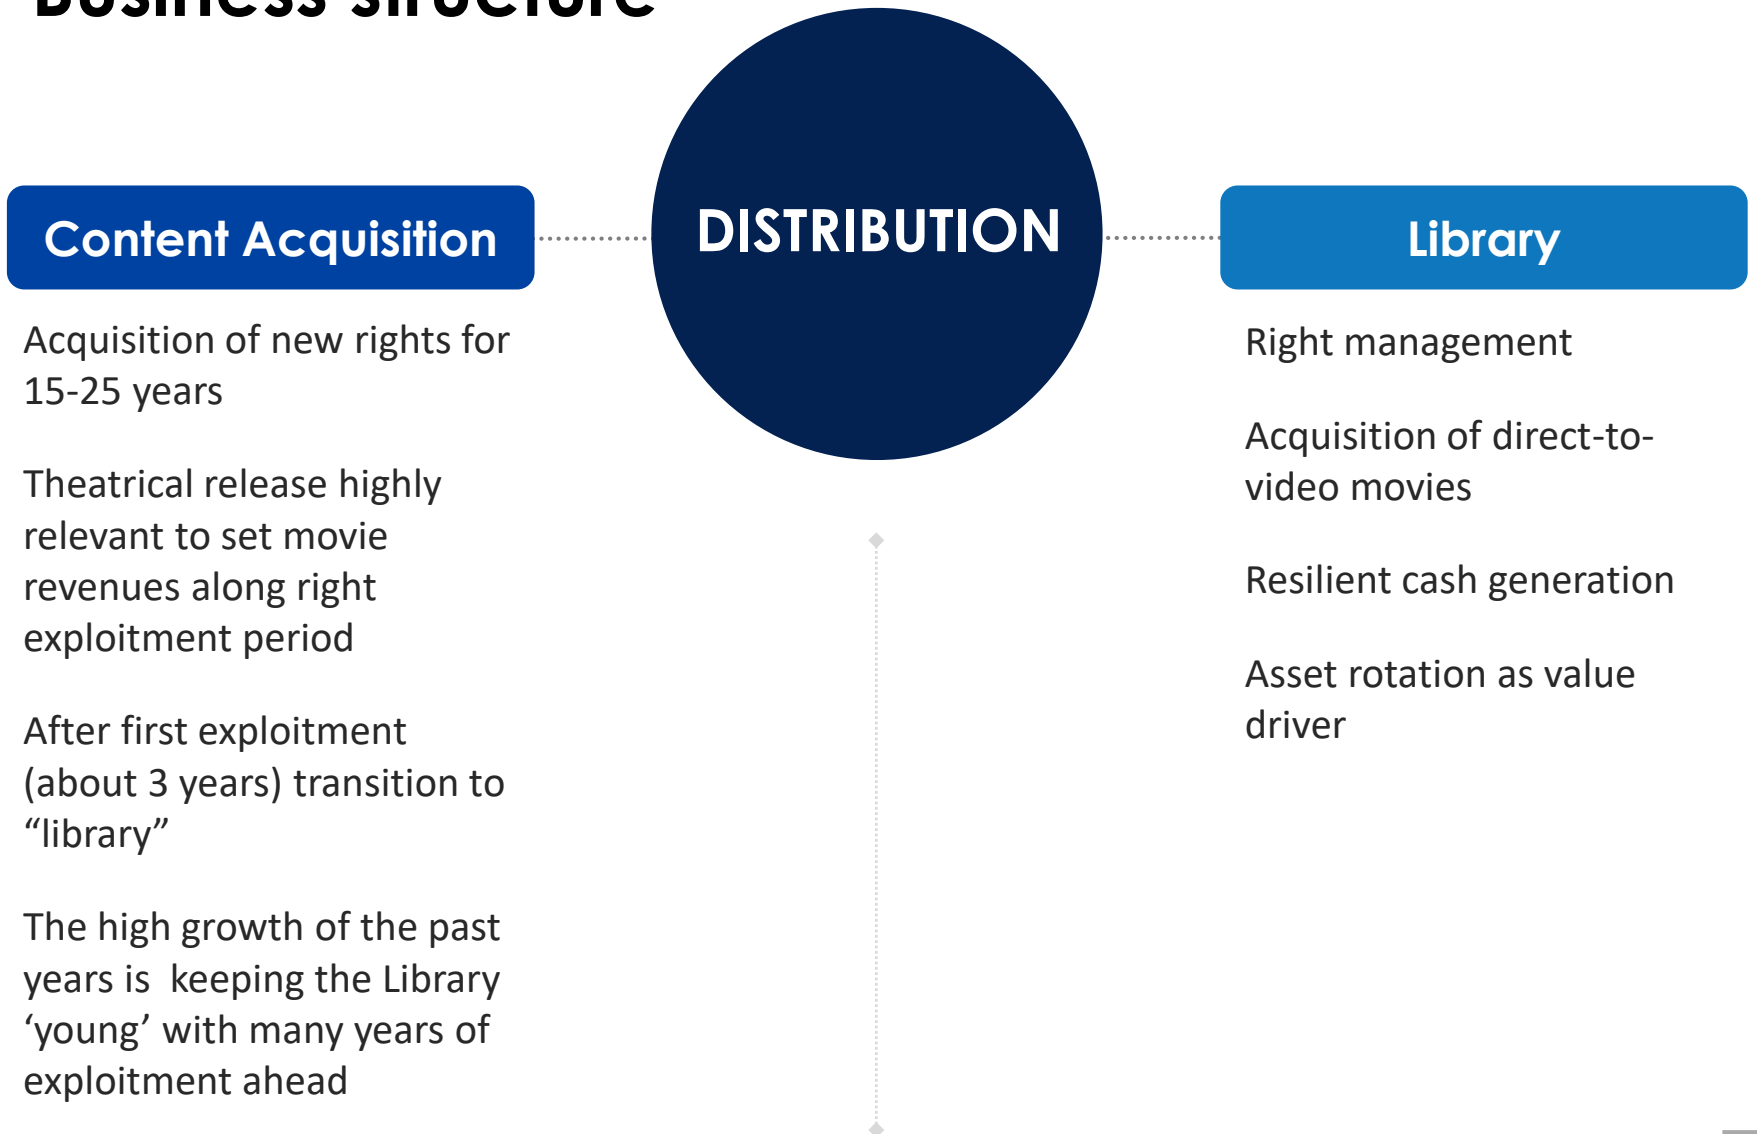 Business structure
DISTRIBUTION
Content Acquisition
Acquisition of new rights for
15-25 years
Theatrical release highly
relevant to set movie
revenues along right
exploitment period
After first exploitment
(about 3 years) transition to
“library”
The high growth of the past
years is  keeping the Library
‘young’ with many years of
exploitment ahead
Library
Right management
Acquisition of direct-to-
video movies
Resilient cash generation
Asset rotation as value
driver